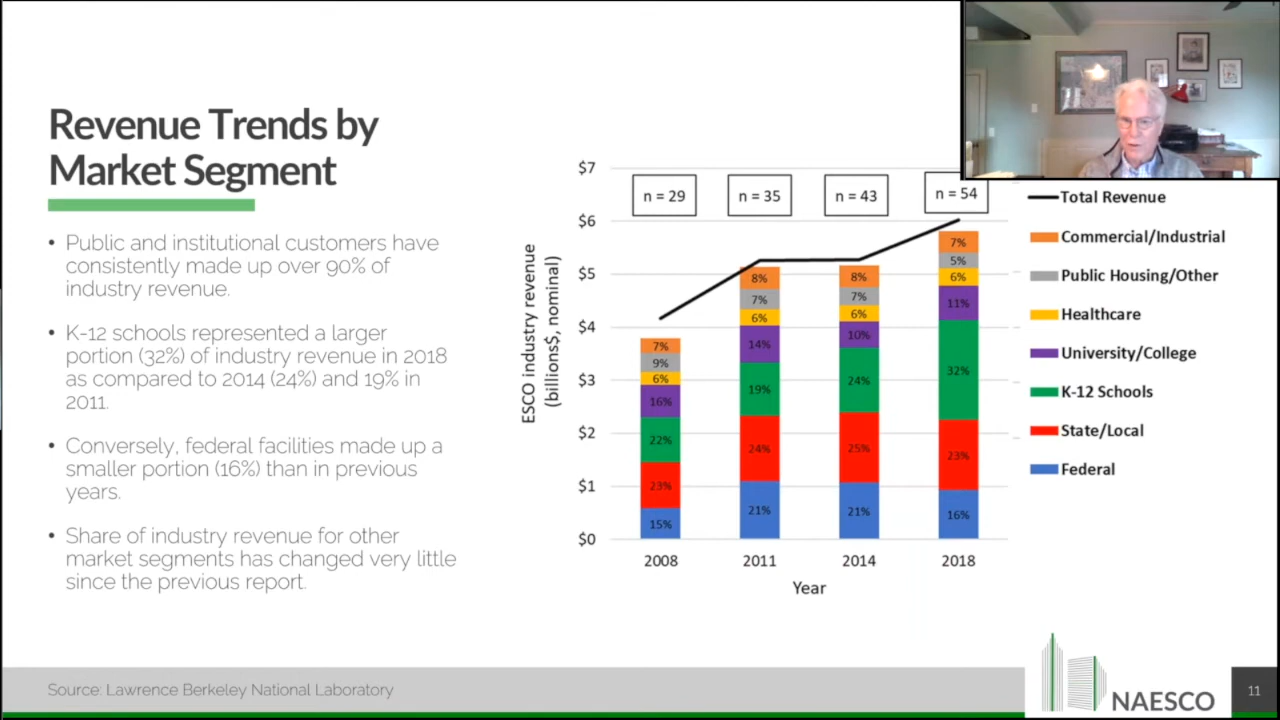 Revenue Trends by
Market Segment
• Public and institutional customers have
consistently made up over 90% of
industry revenue.
• K-12 schools represented a larger
portion (32%) of industry revenue in 2018
as compared to 2014 (24%) and 19% in
2011.
• Conversely, federal facilities made up a
smaller portion (16%) than in previous
years.
• Share of industry revenue for other
market segments has changed very little
since the previous report.
ESCO industry revenue
(billions$, nominal)
$7
$6
$5
$4
$3
$2
$1
$0
n = 29
n = 35
n = 43
n = 54
7%
9%
6%
16%
22%
23%
15%
8%
7%
6%
14%
19%
24%
21%
8%
7%
6%
10%
24%
25%
21%
7%
5%
6%
11%
32%
23%
16%
2008
2011
2014
2018
Year
Total Revenue
Commercial/Industrial
Public Housing/Other
Healthcare
University/College
K-12 Schools
State/Local
Federal
Source: Lawrence Berkeley National Laboratory
NAESCO
11